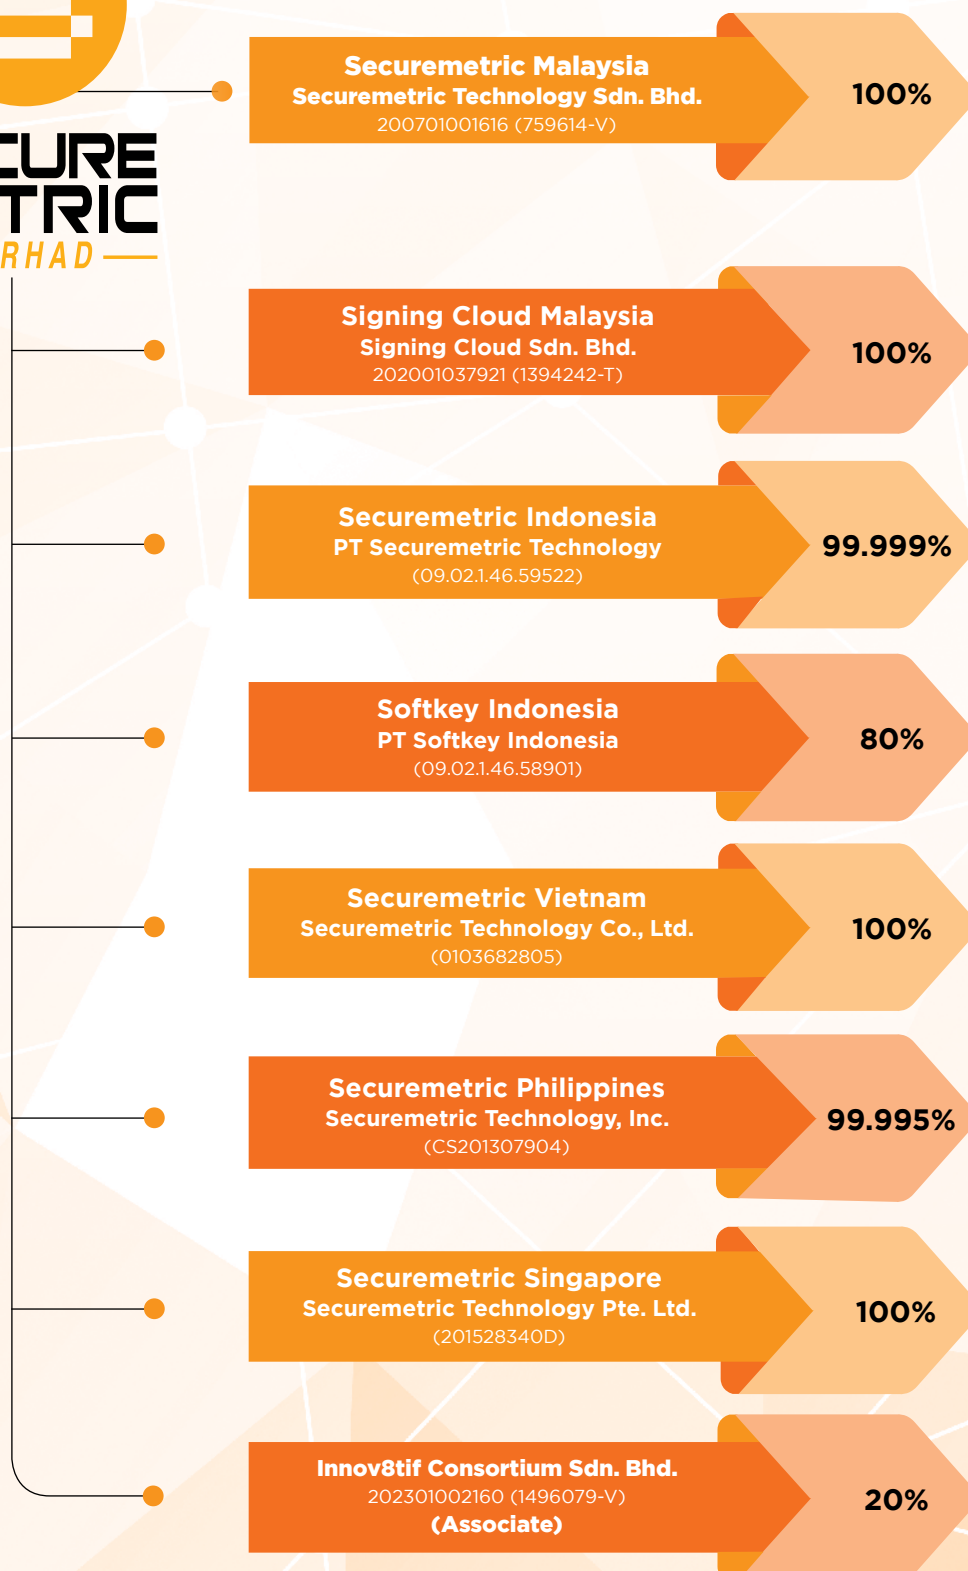 Securemetric Malaysia
Securemetric Technology Sdn. Bhd.
200701001616 (759614-V)
100%
CURE
TRIC
RHAD
Signing Cloud Malaysia
Signing Cloud Sdn. Bhd.
202001037921 (1394242-T)
100%
Securemetric Indonesia
PT Securemetric Technology
(09.02.1.46.59522)
99.999%
Softkey Indonesia
PT Softkey Indonesia
(09.02.1.46.58901)
80%
Securemetric Vietnam
Securemetric Technology Co., Ltd.
(0103682805)
100%
Securemetric Philippines
Securemetric Technology, Inc.
(CS201307904)
99.995%
Securemetric Singapore
Securemetric Technology Pte. Ltd.
(201528340D)
100%
Innov8tif Consortium Sdn. Bhd.
202301002160 (1496079-V)
(Associate)
20%